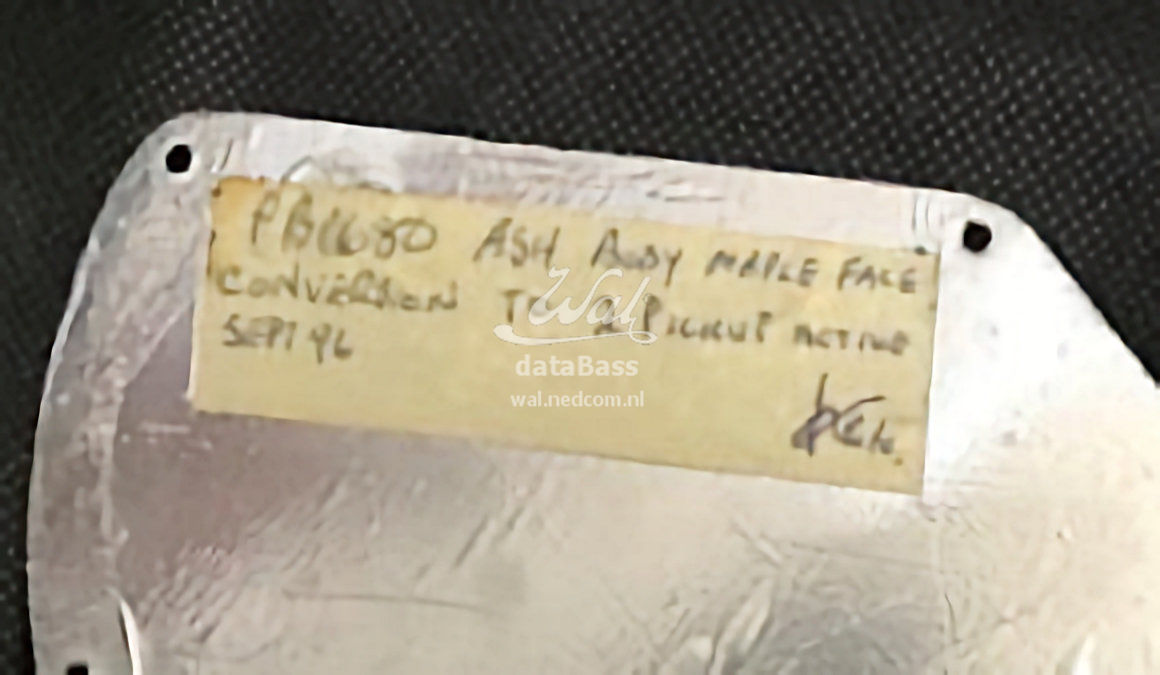 PB1680 ASH BODY MAPLE FACE
CONVERSION TO 2 PICKUP ACTIVE
SEPT 96
Wal
dataBass
wal.nedcom.nl